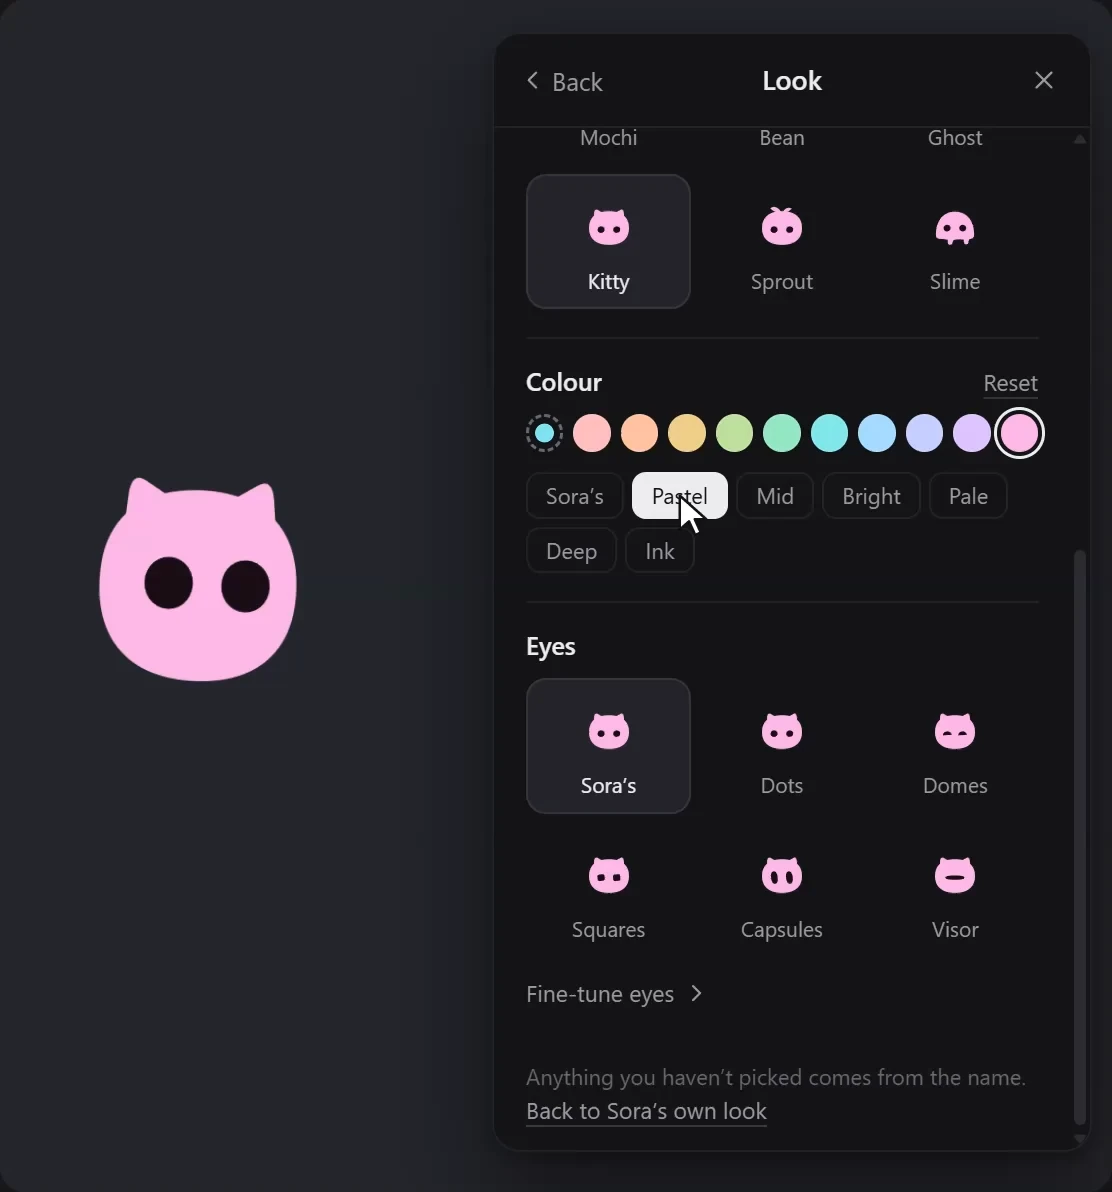 Back
Look
Mochi
Bean
Ghost
Kitty
Sprout
Slime
Colour
Reset
Sora’s
Pastel
Mid
Bright
Pale
Deep
Ink
Eyes
Sora’s
Dots
Domes
Squares
Capsules
Visor
Fine-tune eyes
Anything you haven’t picked comes from the name.
Back to Sora’s own look